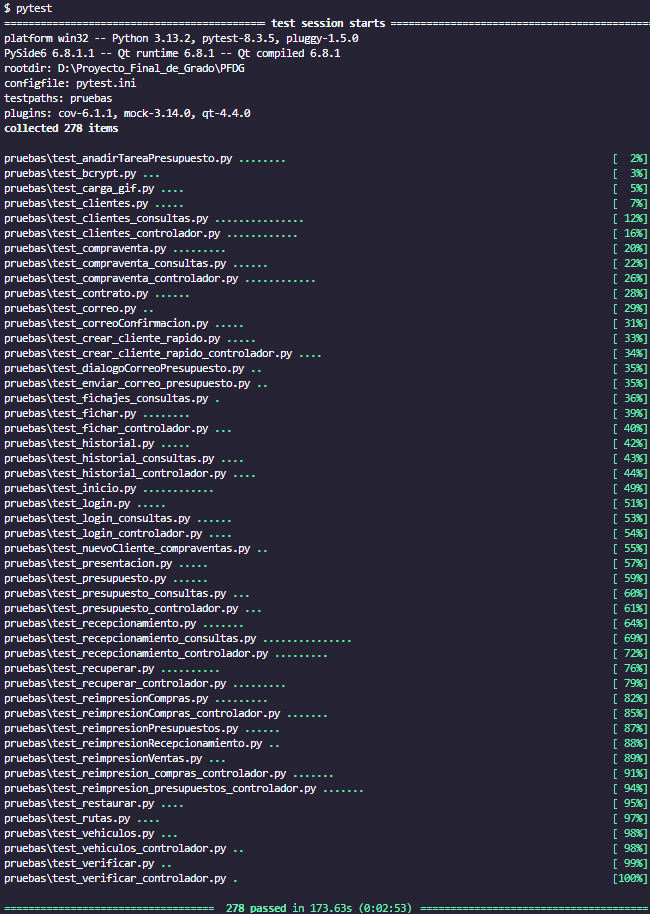 $ pytest
========================================== test session starts ==========================================
platform win32 -- Python 3.13.2, pytest-8.3.5, pluggy-1.5.0
PySide6 6.8.1.1 -- Qt runtime 6.8.1 -- Qt compiled 6.8.1
rootdir: D:\Proyecto_Final_de_Grado\PFDG
configfile: pytest.ini
testpaths: pruebas
plugins: cov-6.1.1, mock-3.14.0, qt-4.4.0
collected 278 items
pruebas\test_anadirTareaPresupuesto.py ........ [  2%]
pruebas\test_bcrypt.py ... [  3%]
pruebas\test_carga_gif.py .... [  5%]
pruebas\test_clientes.py ..... [  7%]
pruebas\test_clientes_consultas.py ............... [ 12%]
pruebas\test_clientes_controlador.py ............ [ 16%]
pruebas\test_compraventa.py ......... [ 20%]
pruebas\test_compraventa_consultas.py ...... [ 22%]
pruebas\test_compraventa_controlador.py ............ [ 26%]
pruebas\test_contrato.py ...... [ 28%]
pruebas\test_correo.py .. [ 29%]
pruebas\test_correoConfirmacion.py ..... [ 31%]
pruebas\test_crear_cliente_rapido.py ..... [ 33%]
pruebas\test_crear_cliente_rapido_controlador.py .... [ 34%]
pruebas\test_dialogoCorreoPresupuesto.py .. [ 35%]
pruebas\test_enviar_correo_presupuesto.py .. [ 35%]
pruebas\test_fichajes_consultas.py . [ 36%]
pruebas\test_fichar.py ........ [ 39%]
pruebas\test_fichar_controlador.py ... [ 40%]
pruebas\test_historial.py ..... [ 42%]
pruebas\test_historial_consultas.py .... [ 43%]
pruebas\test_historial_controlador.py .... [ 44%]
pruebas\test_inicio.py ............ [ 49%]
pruebas\test_login.py ..... [ 51%]
pruebas\test_login_consultas.py ...... [ 53%]
pruebas\test_login_controlador.py .... [ 54%]
pruebas\test_nuevoCliente_compraventas.py .. [ 55%]
pruebas\test_presentacion.py ..... [ 57%]
pruebas\test_presupuesto.py ...... [ 59%]
pruebas\test_presupuesto_consultas.py ... [ 60%]
pruebas\test_presupuesto_controlador.py ... [ 61%]
pruebas\test_recepcionamiento.py ....... [ 64%]
pruebas\test_recepcionamiento_consultas.py ............... [ 69%]
pruebas\test_recepcionamiento_controlador.py ......... [ 72%]
pruebas\test_recuperar.py .......... [ 76%]
pruebas\test_recuperar_controlador.py ......... [ 79%]
pruebas\test_reimpresionCompras.py ......... [ 82%]
pruebas\test_reimpresionCompras_controlador.py ....... [ 85%]
pruebas\test_reimpresionPresupuestos.py ...... [ 87%]
pruebas\test_reimpresionRecepcionamiento.py .. [ 88%]
pruebas\test_reimpresionVentas.py ... [ 89%]
pruebas\test_reimpresion_compras_controlador.py ....... [ 91%]
pruebas\test_reimpresion_presupuestos_controlador.py ....... [ 94%]
pruebas\test_restaurar.py .... [ 95%]
pruebas\test_rutas.py .... [ 97%]
pruebas\test_vehiculos.py ... [ 98%]
pruebas\test_vehiculos_controlador.py .. [ 98%]
pruebas\test_verificar.py .. [ 99%]
pruebas\test_verificar_controlador.py . [100%]
================================== 278 passed in 173.63s (0:02:53) =====================================